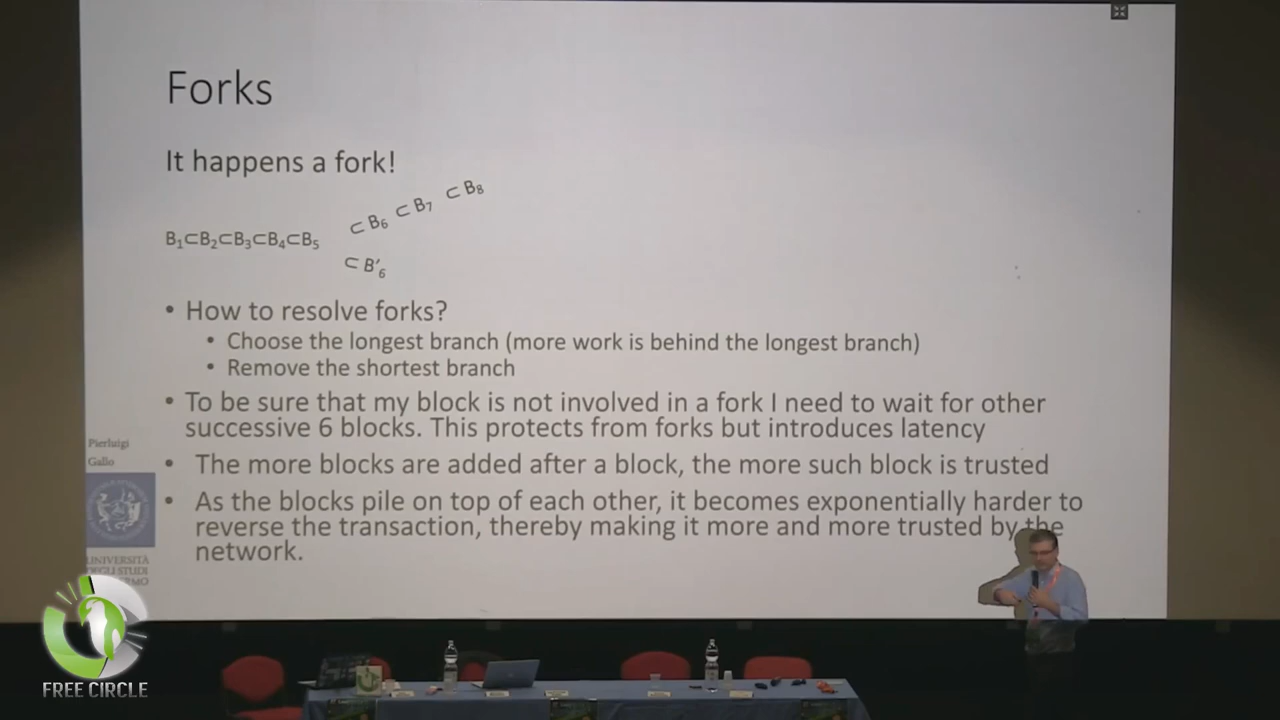 Forks
It happens a fork!
⊂ B₆ ⊂ B₇ ⊂ B₈
B₁⊂B₂⊂B₃⊂B₄⊂B₅
⊂ B′₆
• How to resolve forks?
• Choose the longest branch (more work is behind the longest branch)
• Remove the shortest branch
• To be sure that my block is not involved in a fork I need to wait for other
successive 6 blocks. This protects from forks but introduces latency
• The more blocks are added after a block, the more such block is trusted
• As the blocks pile on top of each other, it becomes exponentially harder to
reverse the transaction, thereby making it more and more trusted by the
network.
Pierluigi
Gallo
UNIVERSITÀ
DEGLI STUDI
FREE CIRCLE